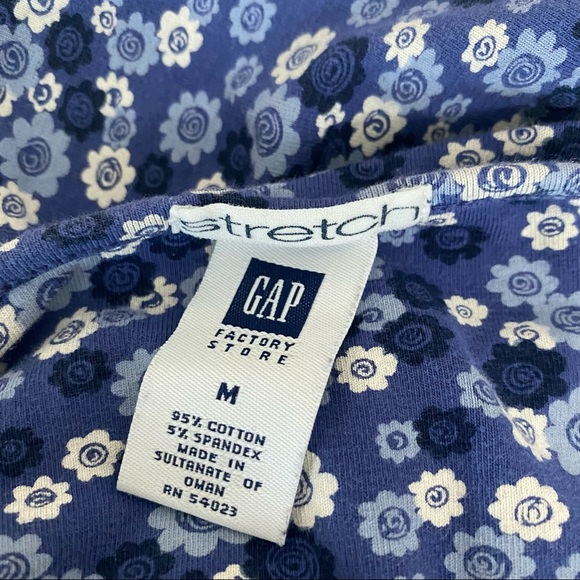 stretch
GAP
FACTORY
STORE
M
95% COTTON
5% SPANDEX
MADE IN
SULTANATE OF
OMAN
RN 54023